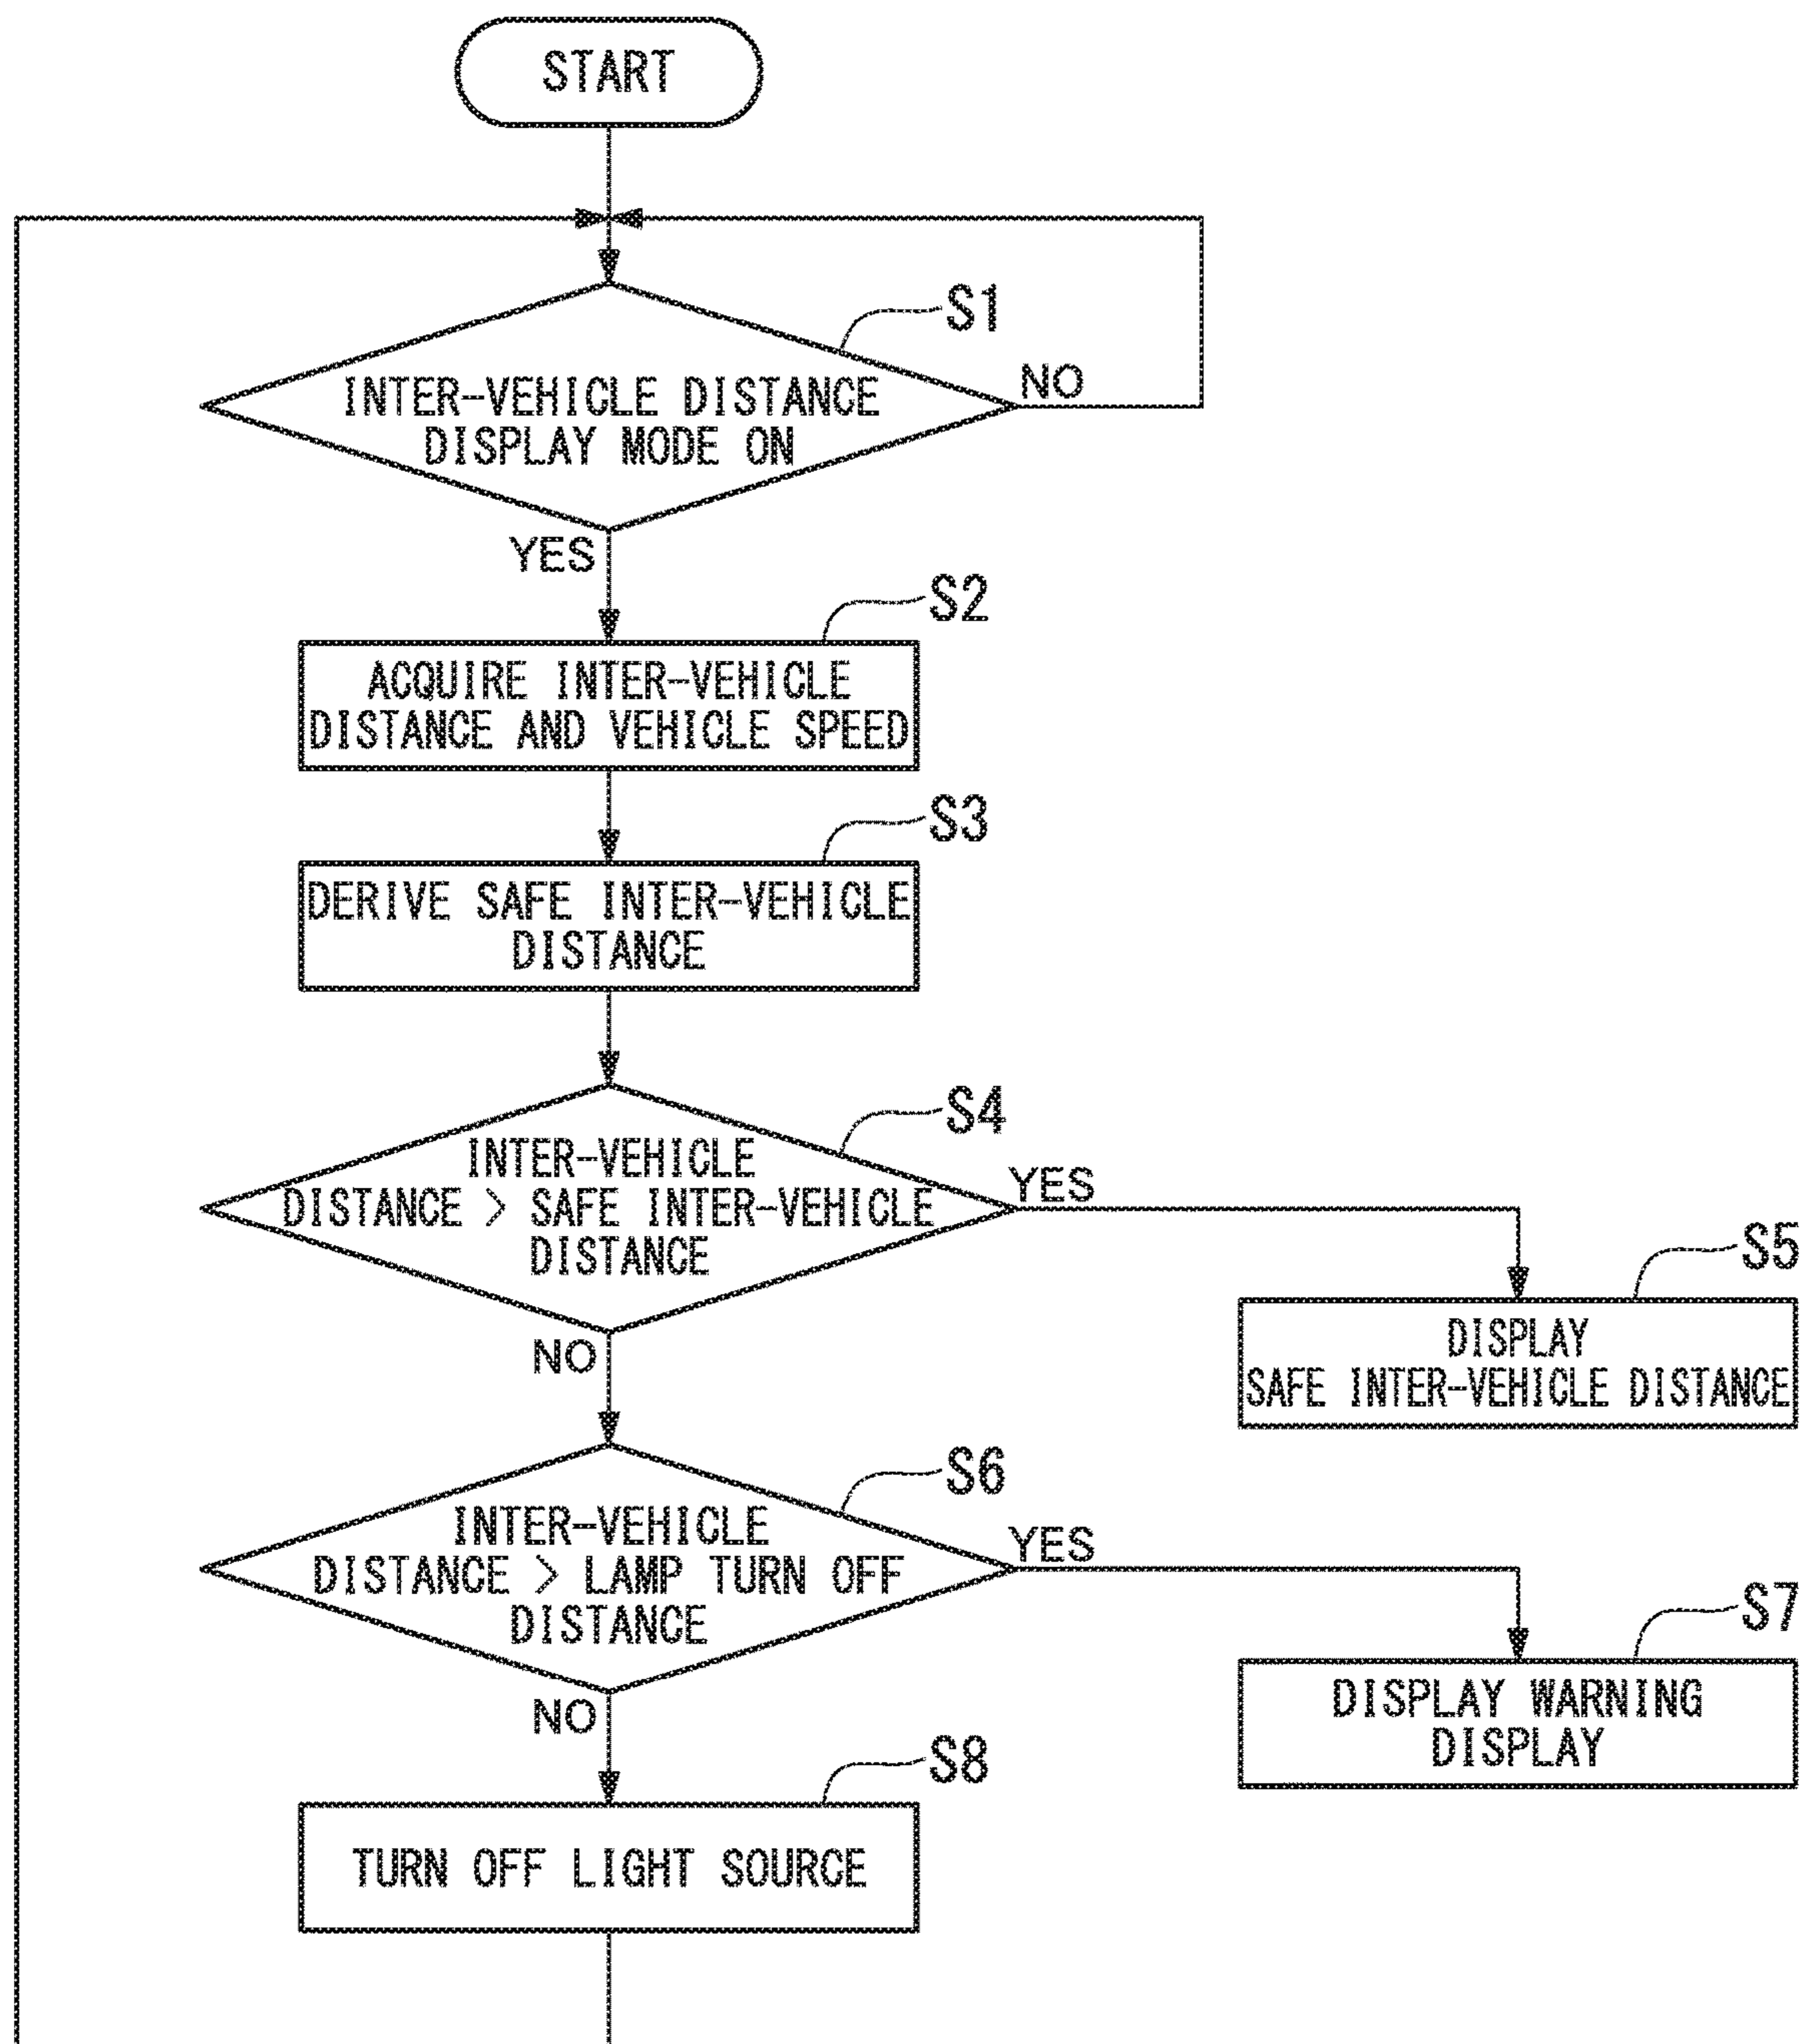 START
S1
INTER-VEHICLE DISTANCE
DISPLAY MODE ON
NO
YES
S2
ACQUIRE INTER-VEHICLE
DISTANCE AND VEHICLE SPEED
S3
DERIVE SAFE INTER-VEHICLE
DISTANCE
S4
INTER-VEHICLE
DISTANCE > SAFE INTER-VEHICLE
DISTANCE
YES
S5
DISPLAY
SAFE INTER-VEHICLE DISTANCE
NO
S6
INTER-VEHICLE
DISTANCE > LAMP TURN OFF
DISTANCE
YES
S7
DISPLAY WARNING
DISPLAY
NO
S8
TURN OFF LIGHT SOURCE